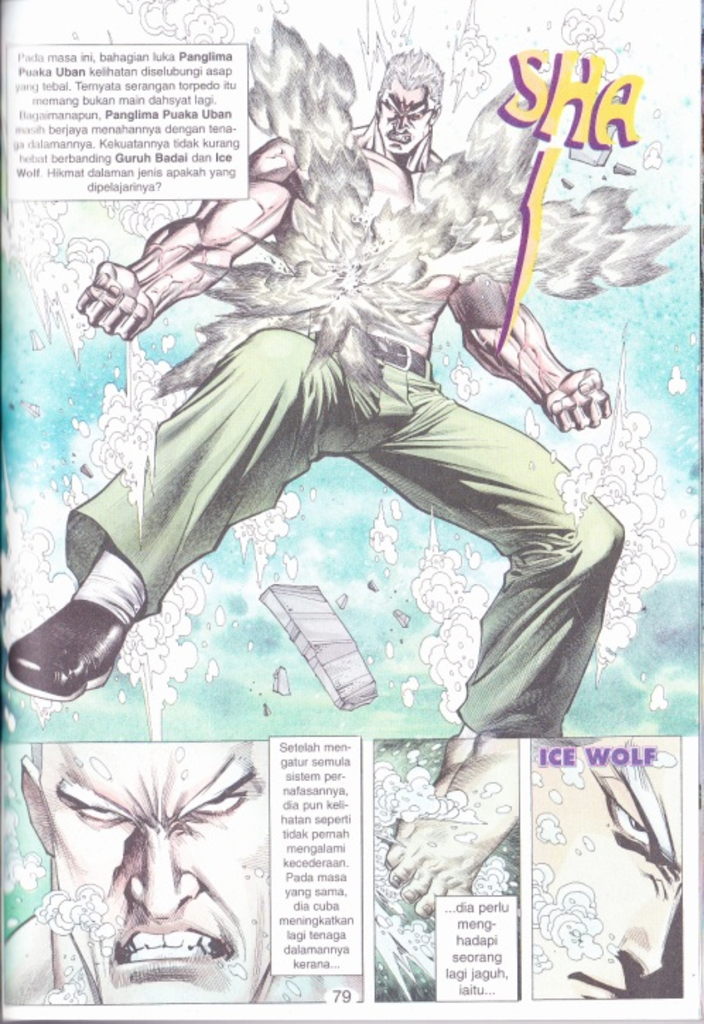 Pada masa ini, bahagian luka Panglima
Puaka Uban kelihatan diselubungi asap
yang tebal. Ternyata serangan torpedo itu
memang bukan main dahsyat lagi.
Bagaimanapun, Panglima Puaka Uban
masih berjaya menahannya dengan tena-
ga dalamannya. Kekuatannya tidak kurang
hebat berbanding Guruh Badai dan Ice
Wolf. Hikmat dalaman jenis apakah yang
dipelajarinya?
SHA
Setelah men-
gatur semula
sistem per-
nafasannya,
dia pun keli-
hatan seperti
tidak pernah
mengalami
kecederaan.
Pada masa
yang sama,
dia cuba
meningkatkan
lagi tenaga
dalamannya
kerana...
...dia perlu
meng-
hadapi
seorang
lagi jaguh,
iaitu...
ICE WOLF
79